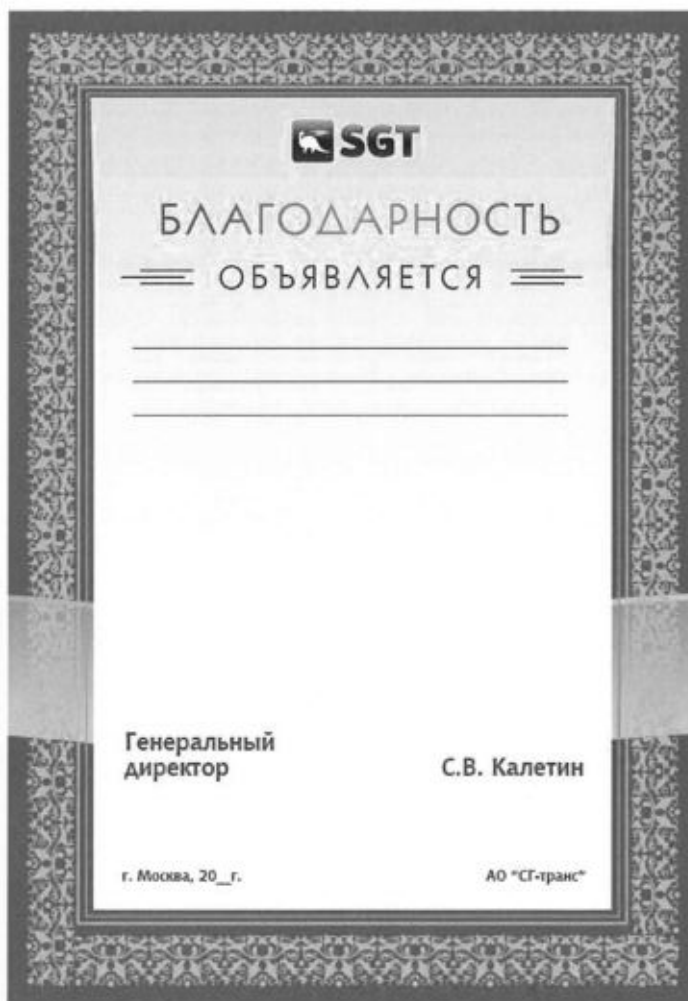 SGT
БЛАГОДАРНОСТЬ
ОБЪЯВЛЯЕТСЯ
Генеральный
директор
С.В. Калетин
г. Москва, 20__г.
АО "СГ-транс"